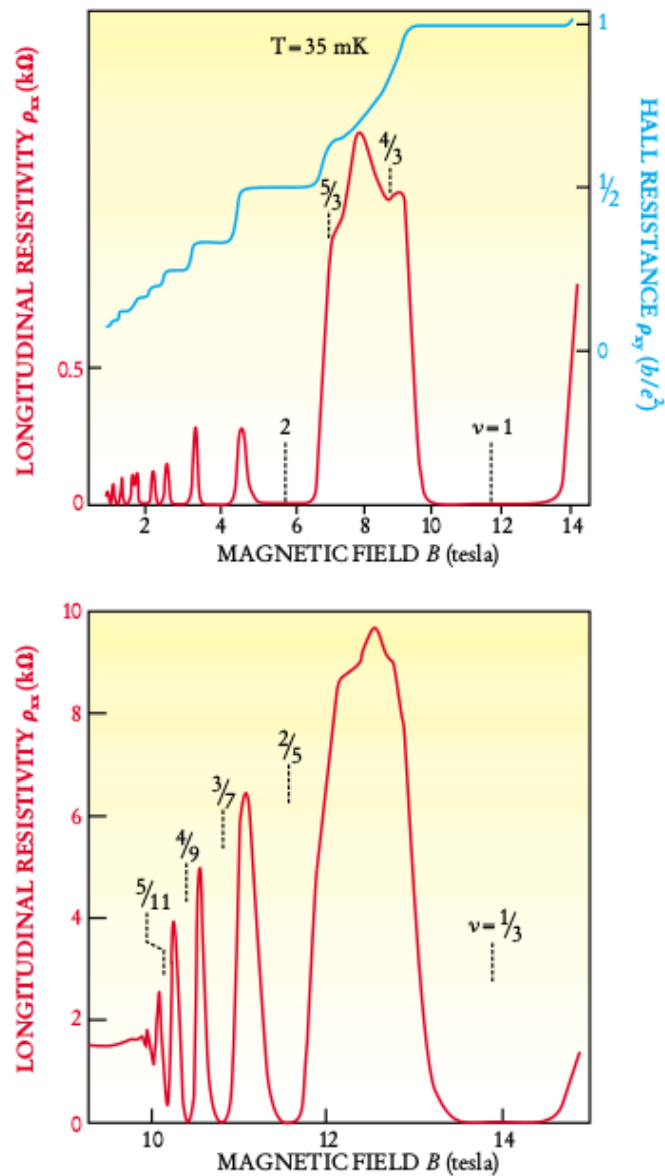 LONGITUDINAL RESISTIVITY ρxx (kΩ)
0.5
0
T = 35 mK
5/3
4/3
2
ν = 1
1
1/2
0
HALL RESISTANCE ρxy (h/e²)
2 4 6 8 10 12 14
MAGNETIC FIELD B (tesla)
LONGITUDINAL RESISTIVITY ρxx (kΩ)
10
8
6
4
2
0
5/11
4/9
3/7
2/5
ν = 1/3
10 12 14
MAGNETIC FIELD B (tesla)